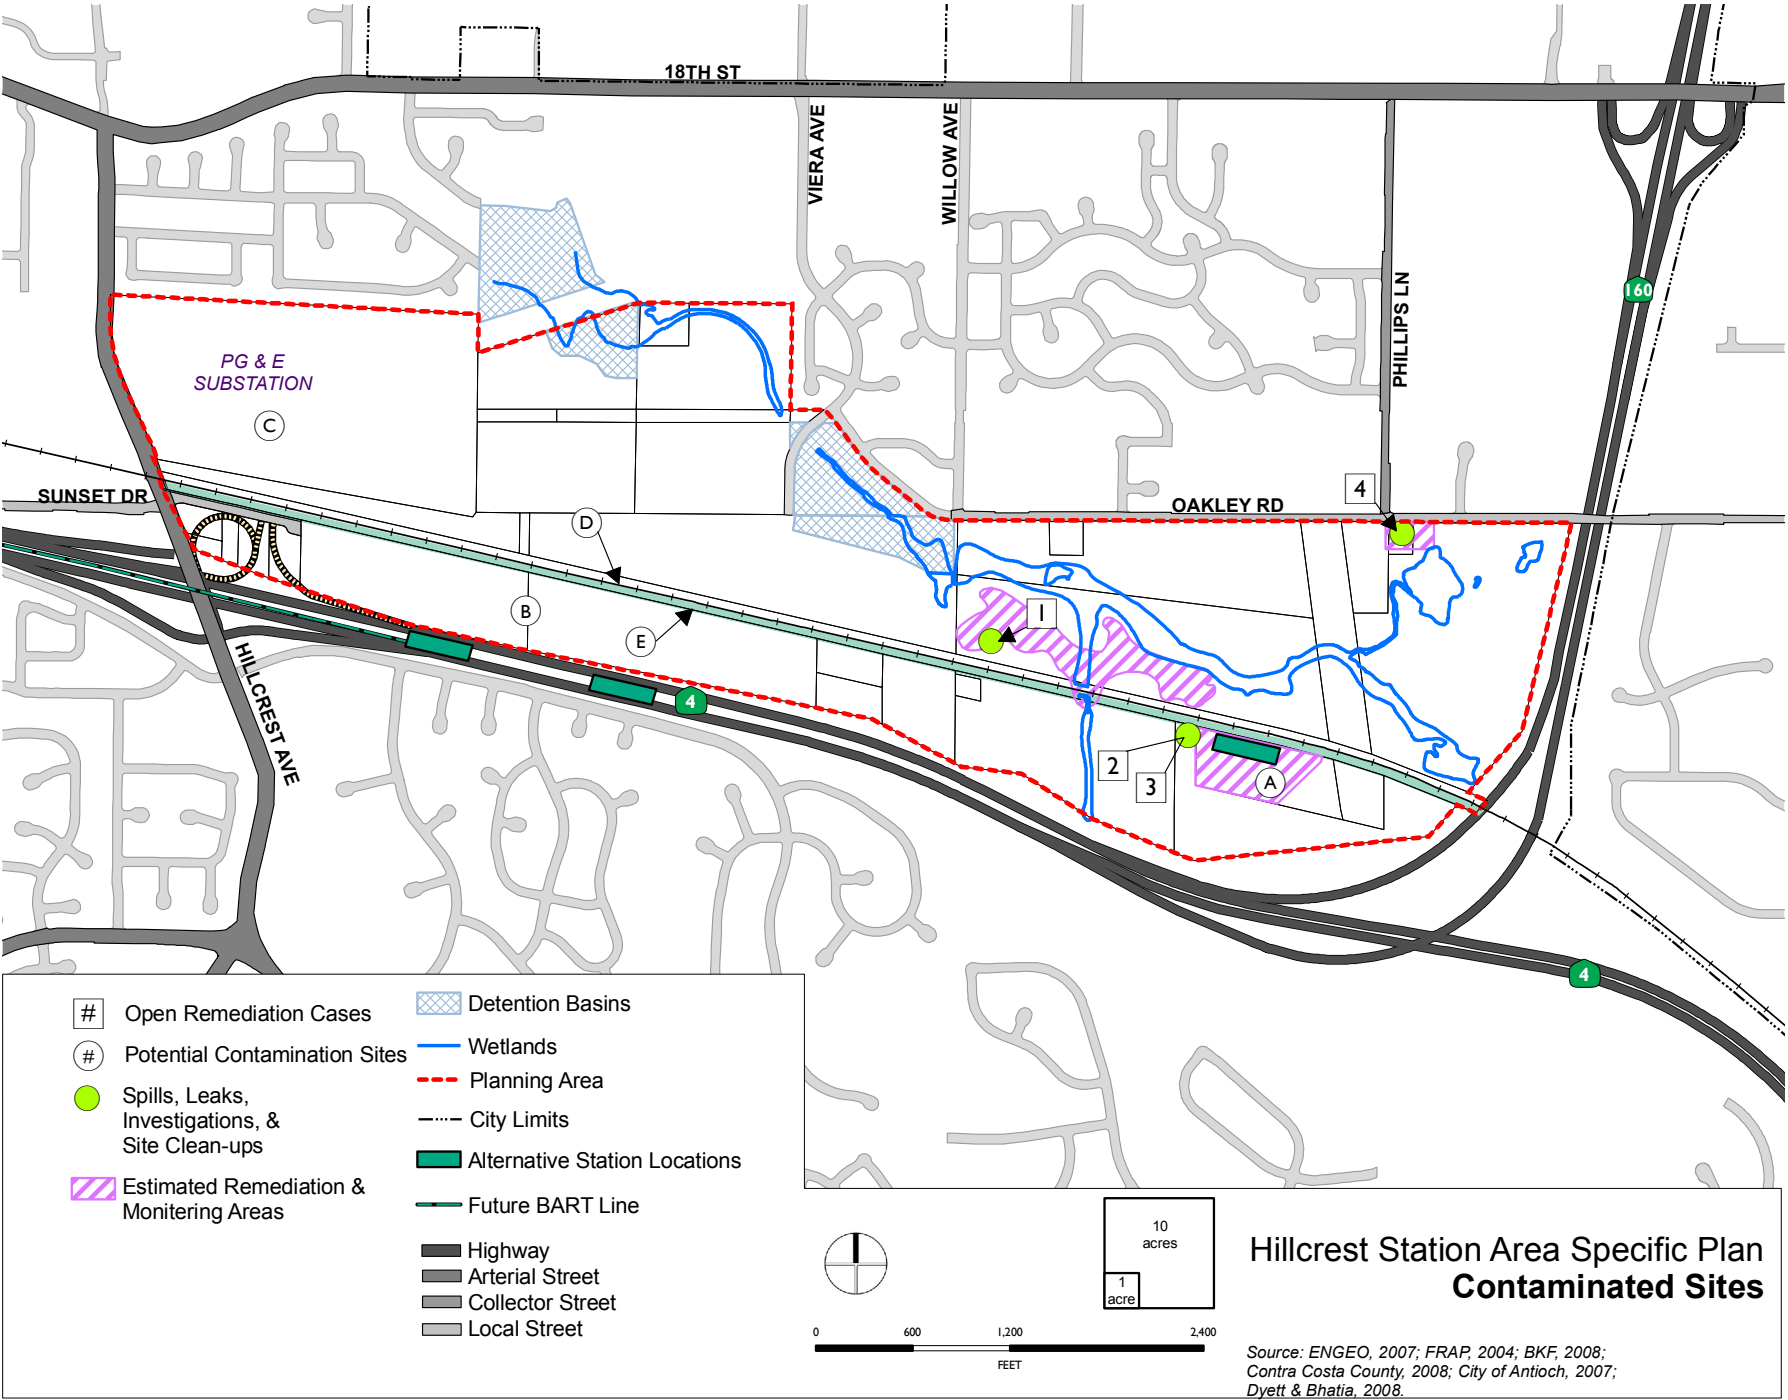 18TH ST
VIERA AVE
WILLOW AVE
PHILLIPS LN
160
PG & E
SUBSTATION
C
SUNSET DR
D
OAKLEY RD
4
B
E
1
HILLCREST AVE
4
2
3
A
4
# Open Remediation Cases
# Potential Contamination Sites
Spills, Leaks,
Investigations, &
Site Clean-ups
Estimated Remediation &
Monitering Areas
Detention Basins
Wetlands
Planning Area
City Limits
Alternative Station Locations
Future BART Line
Highway
Arterial Street
Collector Street
Local Street
10
acres
1
acre
0 600 1,200 2,400
FEET
Hillcrest Station Area Specific Plan
Contaminated Sites
Source: ENGEO, 2007; FRAP, 2004; BKF, 2008;
Contra Costa County, 2008; City of Antioch, 2007;
Dyett & Bhatia, 2008.